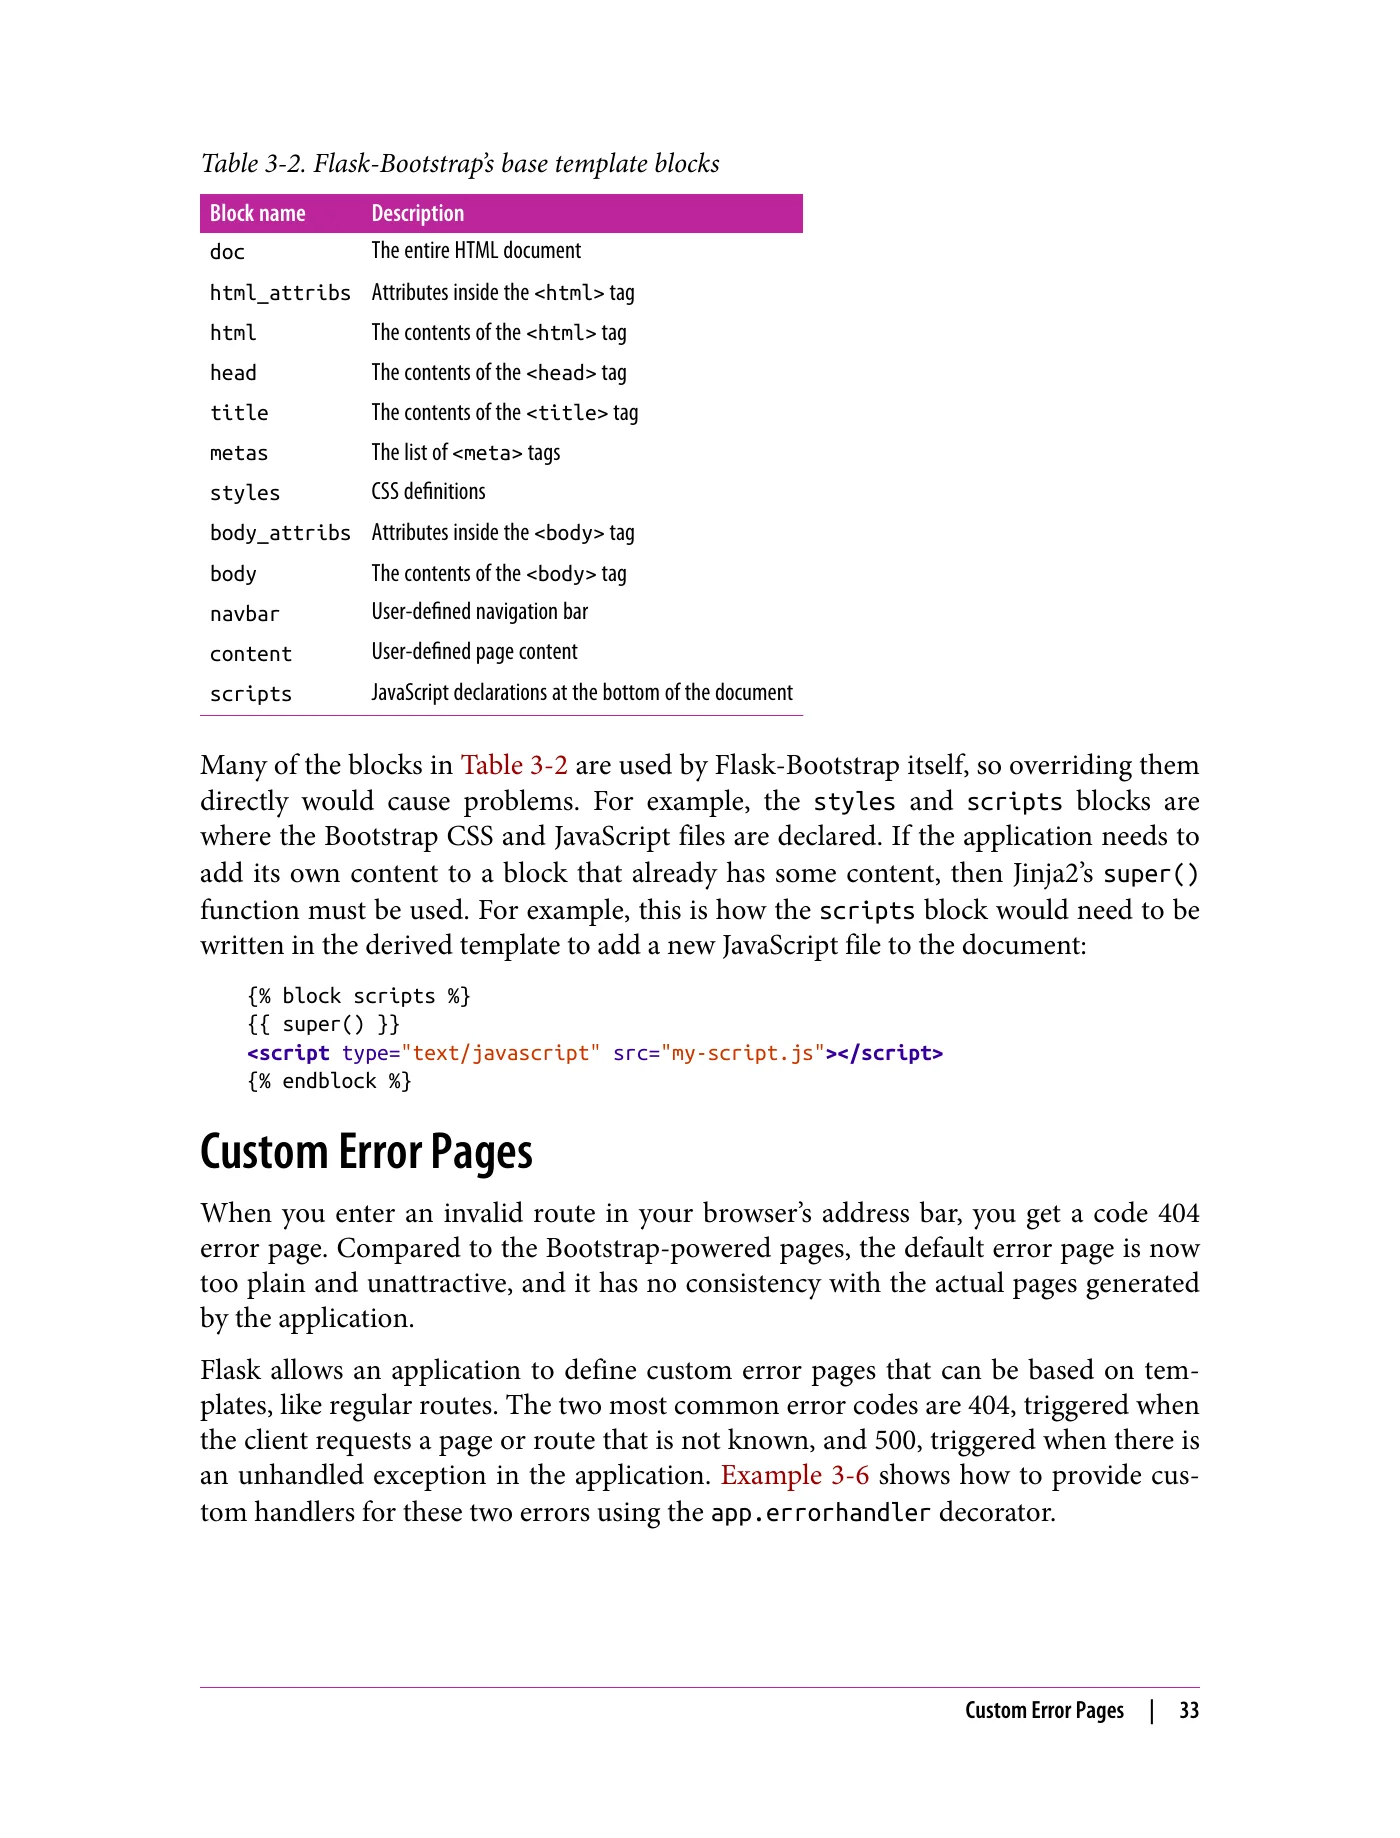 Table 3-2. Flask-Bootstrap’s base template blocks
Block name Description
doc The entire HTML document
html_attribs Attributes inside the <html> tag
html The contents of the <html> tag
head The contents of the <head> tag
title The contents of the <title> tag
metas The list of <meta> tags
styles CSS definitions
body_attribs Attributes inside the <body> tag
body The contents of the <body> tag
navbar User-defined navigation bar
content User-defined page content
scripts JavaScript declarations at the bottom of the document
Many of the blocks in Table 3-2 are used by Flask-Bootstrap itself, so overriding them
directly would cause problems. For example, the styles and scripts blocks are
where the Bootstrap CSS and JavaScript files are declared. If the application needs to
add its own content to a block that already has some content, then Jinja2’s super()
function must be used. For example, this is how the scripts block would need to be
written in the derived template to add a new JavaScript file to the document:
{% block scripts %}
{{ super() }}
<script type="text/javascript" src="my-script.js"></script>
{% endblock %}
Custom Error Pages
When you enter an invalid route in your browser’s address bar, you get a code 404
error page. Compared to the Bootstrap-powered pages, the default error page is now
too plain and unattractive, and it has no consistency with the actual pages generated
by the application.
Flask allows an application to define custom error pages that can be based on tem-
plates, like regular routes. The two most common error codes are 404, triggered when
the client requests a page or route that is not known, and 500, triggered when there is
an unhandled exception in the application. Example 3-6 shows how to provide cus-
tom handlers for these two errors using the app.errorhandler decorator.
Custom Error Pages | 33